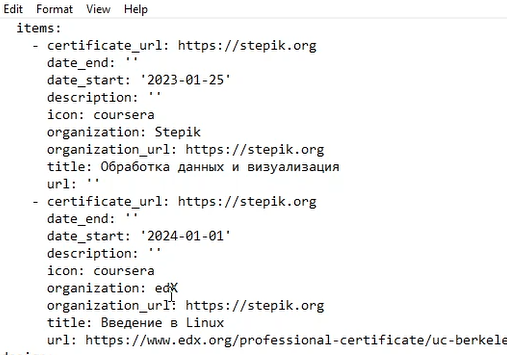 Edit Format View Help
items:
- certificate_url: https://stepik.org
date_end: ''
date_start: '2023-01-25'
description: ''
icon: coursera
organization: Stepik
organization_url: https://stepik.org
title: Обработка данных и визуализация
url: ''
- certificate_url: https://stepik.org
date_end: ''
date_start: '2024-01-01'
description: ''
icon: coursera
organization: edX
organization_url: https://stepik.org
title: Введение в Linux
url: https://www.edx.org/professional-certificate/uc-berkele